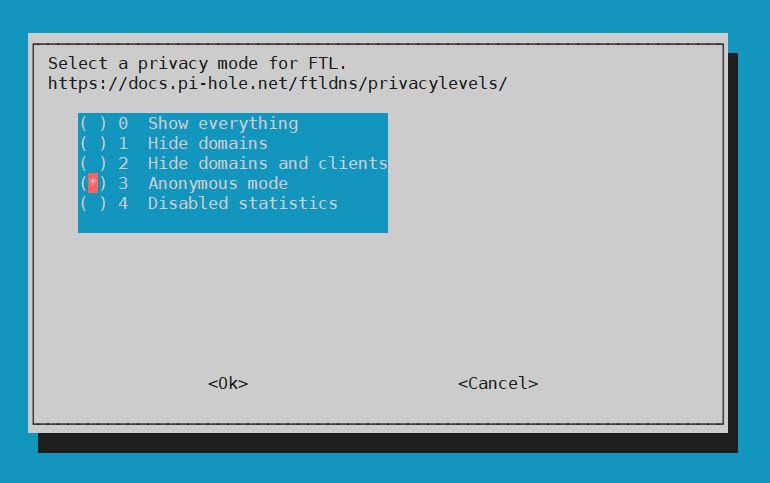 Select a privacy mode for FTL.
https://docs.pi-hole.net/ftldns/privacylevels/
( ) 0  Show everything
( ) 1  Hide domains
( ) 2  Hide domains and clients
(*) 3  Anonymous mode
( ) 4  Disabled statistics
<Ok>  <Cancel>